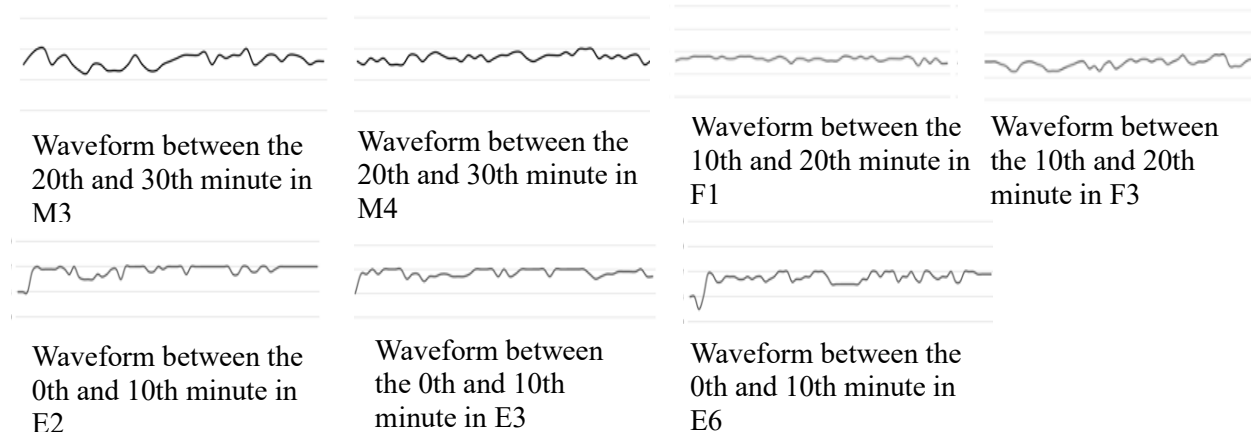 Waveform between the
20th and 30th minute in
M3
Waveform between the
20th and 30th minute in
M4
Waveform between the
10th and 20th minute in
F1
Waveform between
the 10th and 20th
minute in F3
Waveform between the
0th and 10th minute in
E2
Waveform between
the 0th and 10th
minute in E3
Waveform between the
0th and 10th minute in
E6